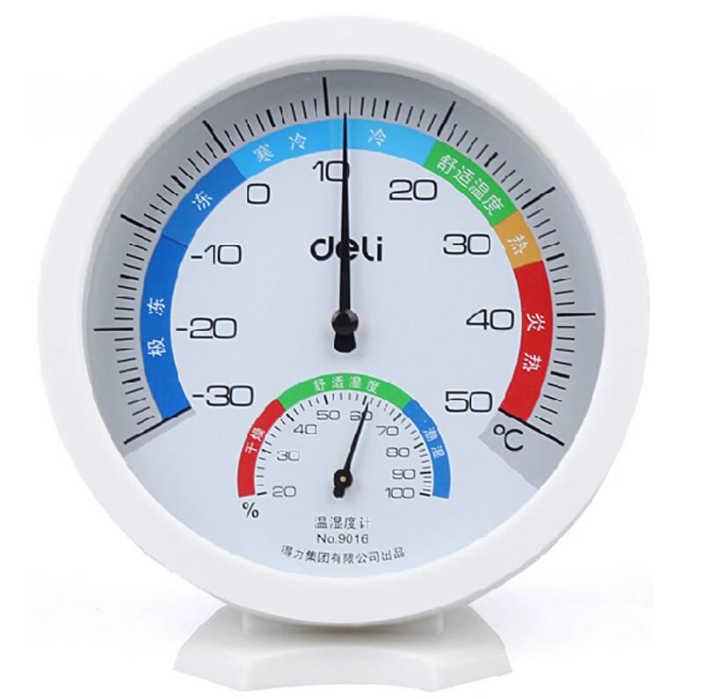 寒冷
冷
冻
舒适温度
10
0
20
热
-10
deli
30
极冻
-20
40
炎热
-30
50
℃
舒适温度
50
60
40
70
干燥
潮湿
30
80
90
20
100
%
温湿度计
No.9016
得力集团有限公司出品